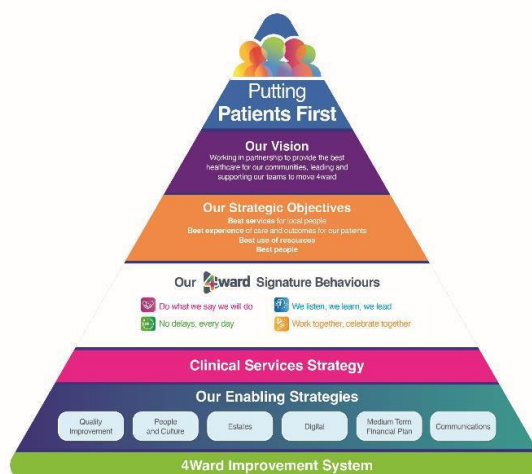 Putting
Patients First
Our Vision
Working in partnership to provide the best
healthcare for our communities, leading and
supporting our teams to move 4ward
Our Strategic Objectives
Best services for local people
Best experience of care and outcomes for our patients
Best use of resources
Best people
Our 4ward Signature Behaviours
Do what we say we will do
We listen, we learn, we lead
No delays, every day
Work together, celebrate together
Clinical Services Strategy
Our Enabling Strategies
Quality
Improvement
People
and Culture
Estates
Digital
Medium Term
Financial Plan
Communications
4Ward Improvement System